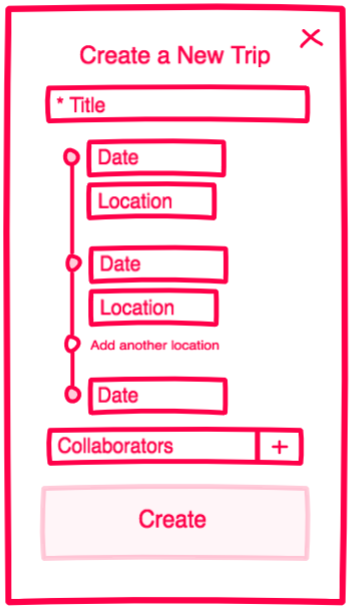 Create a New Trip
* Title
Date
Location
Date
Location
Add another location
Date
Collaborators +
Create